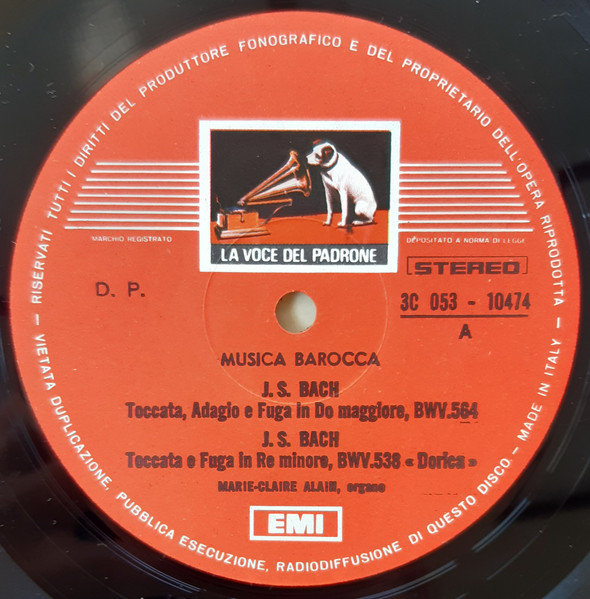 RISERVATI TUTTI I DIRITTI DEL PRODUTTORE FONOGRAFICO E DEL PROPRIETARIO DELL'OPERA RIPRODOTTA
LA VOCE DEL PADRONE
MARCHIO REGISTRATO
DEPOSITATO A NORMA DI LEGGE
STEREO
D. P.
3C 053 - 10474
A
MUSICA BAROCCA
J. S. BACH
Toccata, Adagio e Fuga in Do maggiore, BWV.564
J. S. BACH
Toccata e Fuga in Re minore, BWV.538 « Dorica »
MARIE-CLAIRE ALAIN, organo
EMI
— VIETATA DUPLICAZIONE, PUBBLICA ESECUZIONE, RADIODIFFUSIONE DI QUESTO DISCO - MADE IN ITALY —